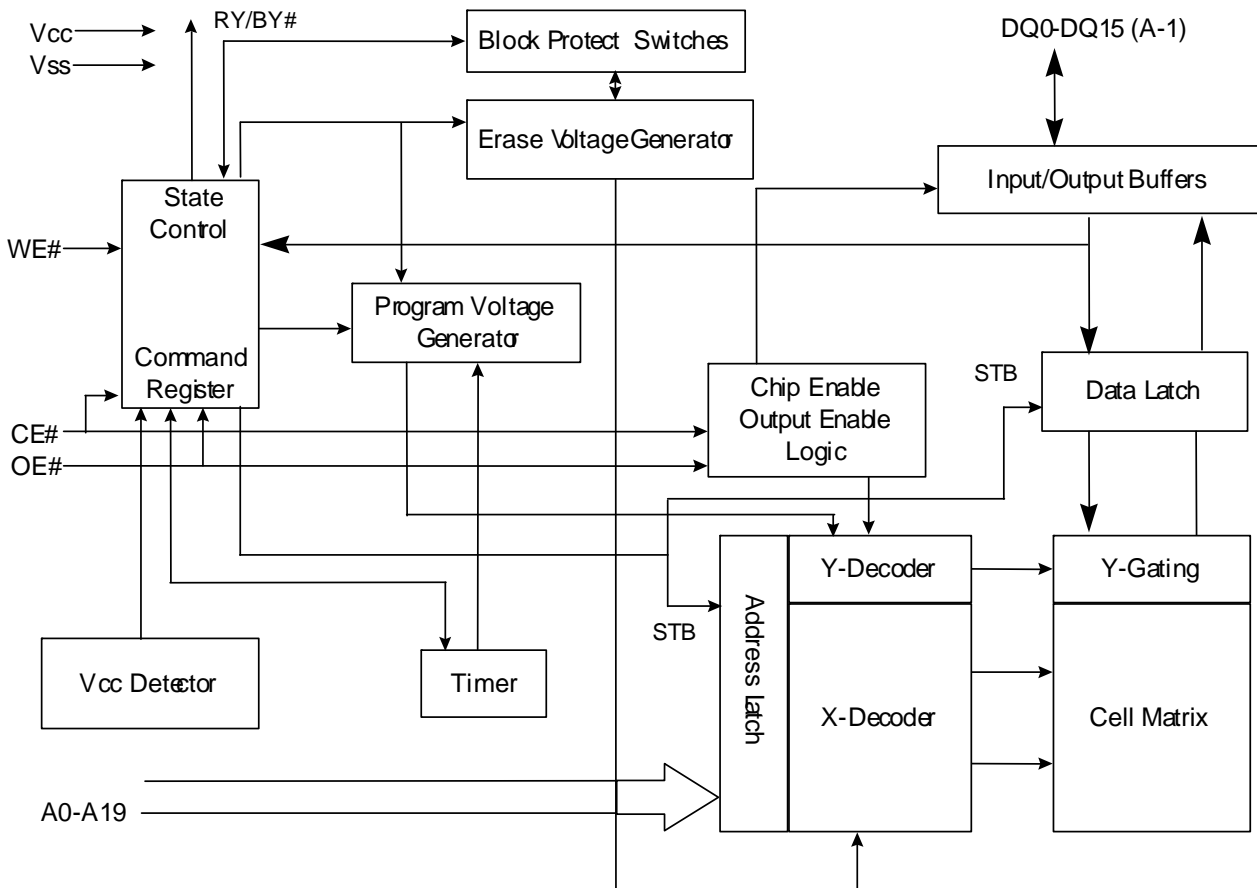 Vcc
Vss
RY/BY#
Block Protect Switches
DQ0-DQ15 (A-1)
Erase Voltage Generator
Input/Output Buffers
State
Control
WE#
Program Voltage
Generator
Command
Register
STB
Chip Enable
Output Enable
Logic
Data Latch
CE#
OE#
Y-Decoder
Y-Gating
STB
Address Latch
Vcc Detector
Timer
X-Decoder
Cell Matrix
A0-A19